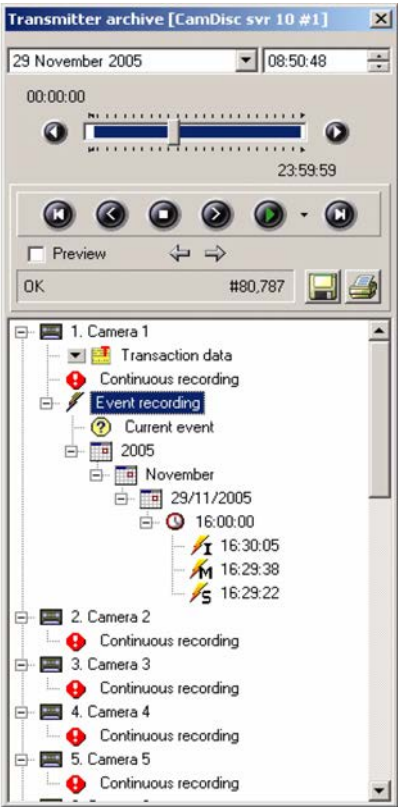 Transmitter archive [CamDisc svr 10 #1]
29 November 2005 08:50:48
00:00:00
23:59:59
Preview
OK #80,787
1. Camera 1
Transaction data
Continuous recording
Event recording
Current event
2005
November
29/11/2005
16:00:00
I 16:30:05
M 16:29:38
S 16:29:22
2. Camera 2
Continuous recording
3. Camera 3
Continuous recording
4. Camera 4
Continuous recording
5. Camera 5
Continuous recording